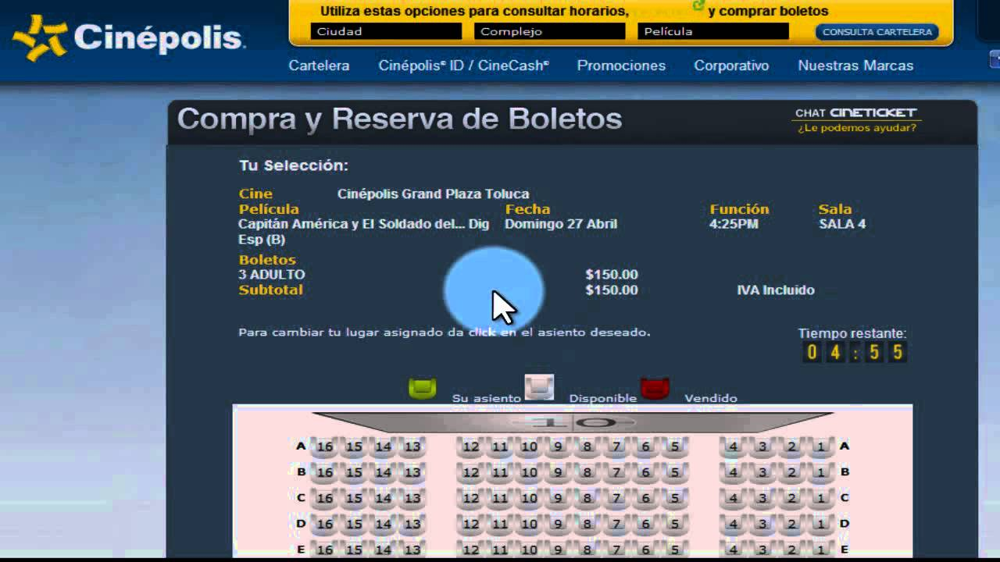 Utiliza estas opciones para consultar horarios, y comprar boletos
Cinépolis.
Ciudad Complejo Película CONSULTA CARTELERA
Cartelera Cinépolis® ID / CineCash® Promociones Corporativo Nuestras Marcas
Compra y Reserva de Boletos
CHAT CINETICKET
¿Le podemos ayudar?
Tu Selección:
Cine Cinépolis Grand Plaza Toluca
Película Fecha Función Sala
Capitán América y El Soldado del... Dig Domingo 27 Abril 4:25PM SALA 4
Esp (B)
Boletos
3 ADULTO $150.00
Subtotal $150.00 IVA Incluido
Para cambiar tu lugar asignado da click en el asiento deseado.
Tiempo restante:
04:55
Su asiento Disponible Vendido
10
A 16 15 14 13 12 11 10 9 8 7 6 5 4 3 2 1 A
B 16 15 14 13 12 11 10 9 8 7 6 5 4 3 2 1 B
C 16 15 14 13 12 11 10 9 8 7 6 5 4 3 2 1 C
D 16 15 14 13 12 11 10 9 8 7 6 5 4 3 2 1 D
E 16 15 14 13 12 11 10 9 8 7 6 5 4 3 2 1 E